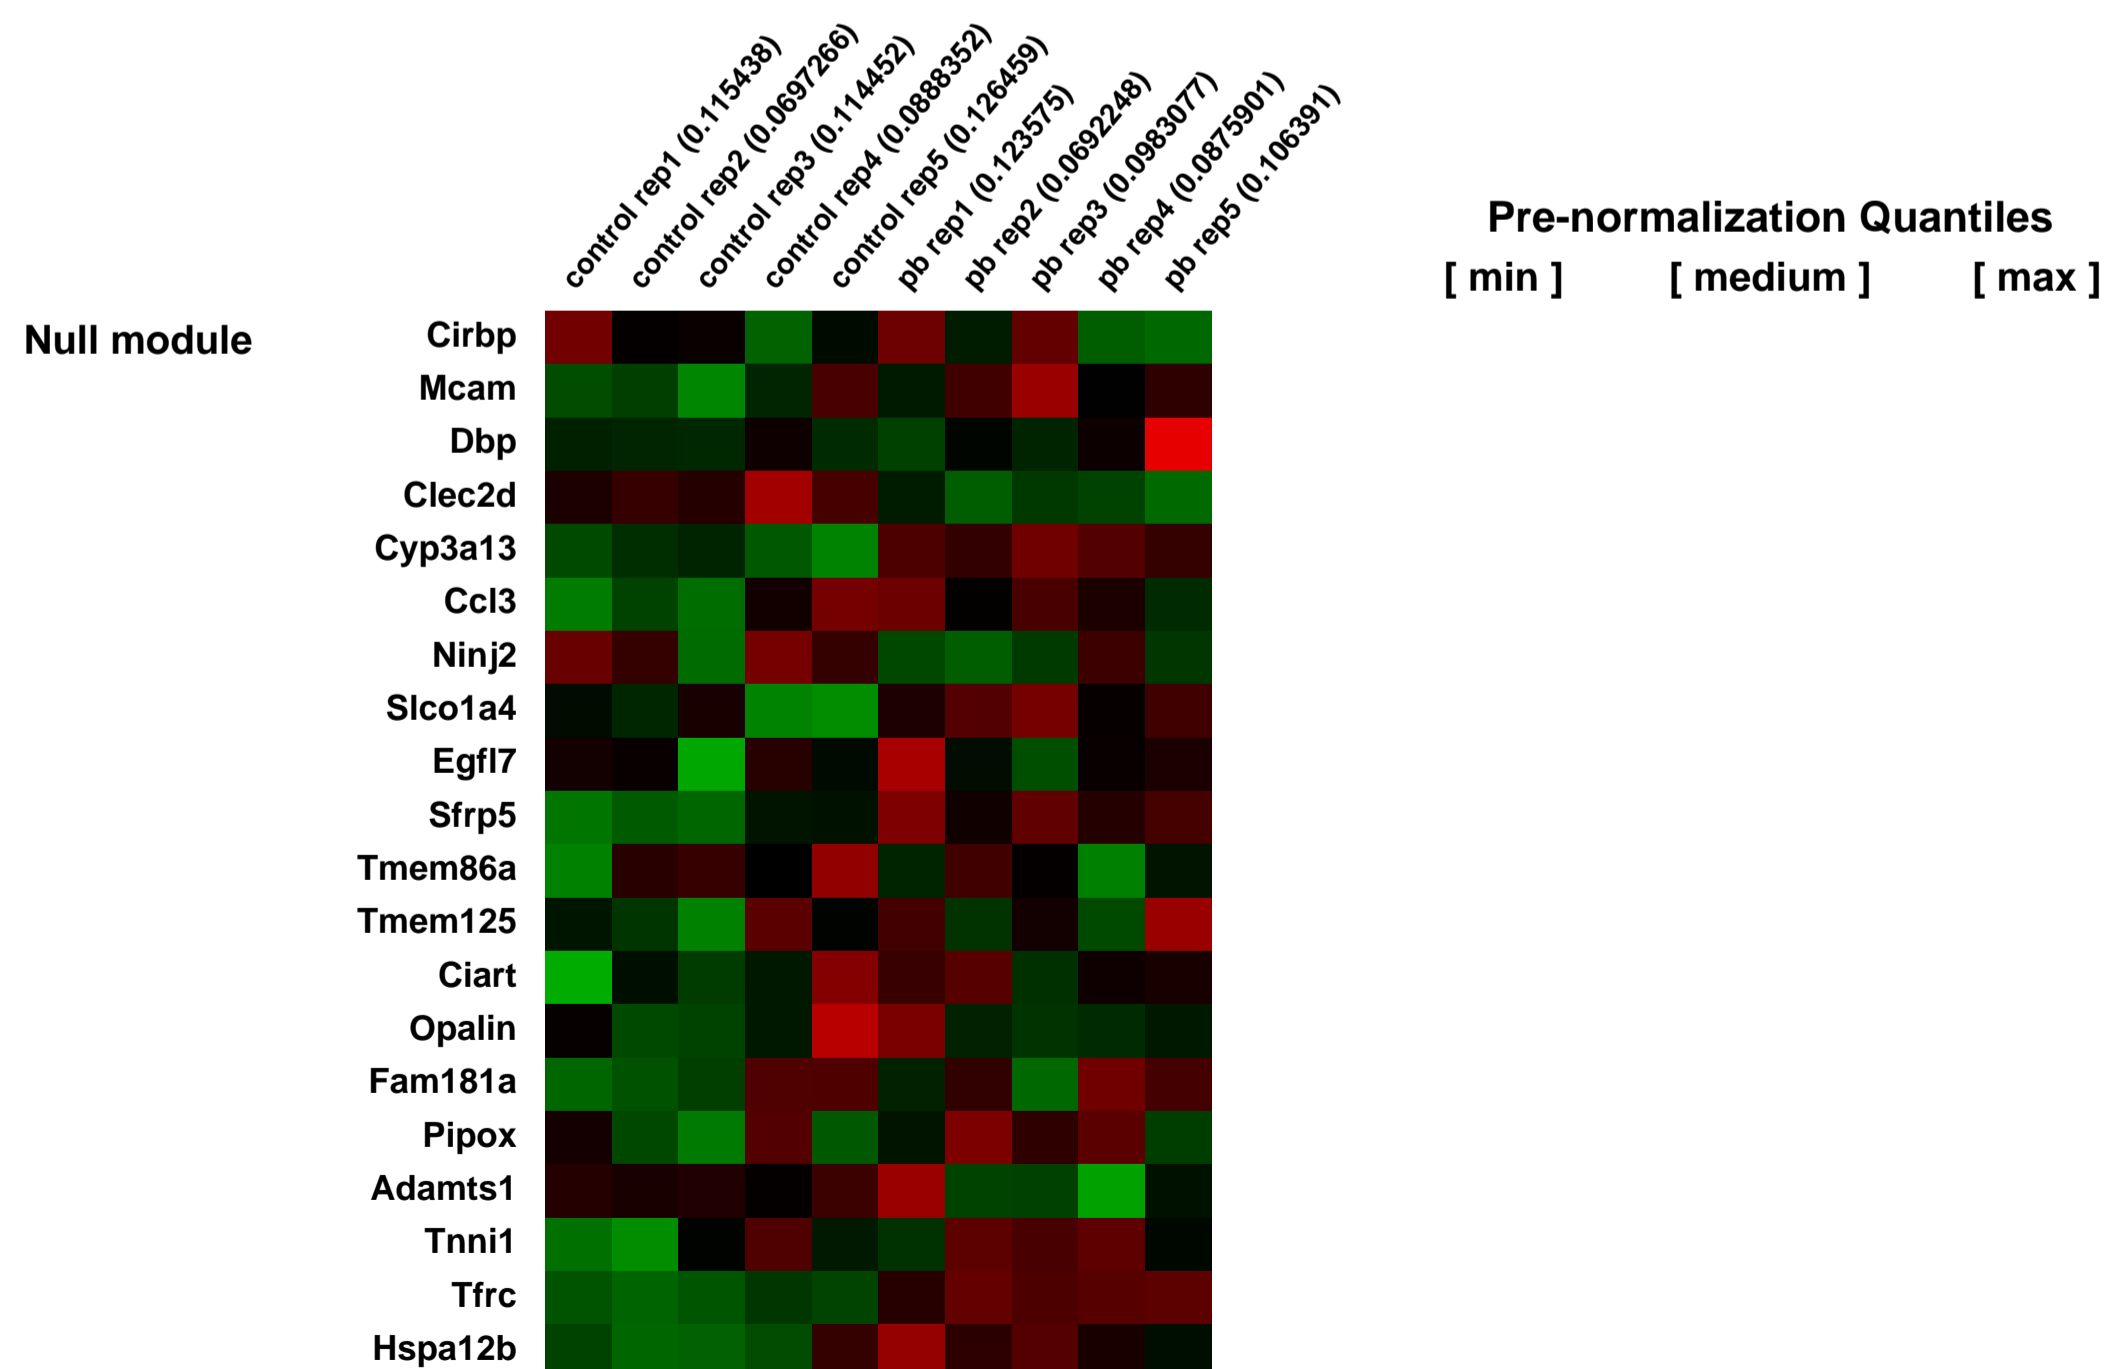 control rep1 (0.115438)
control rep2 (0.0697266)
control rep3 (0.114452)
control rep4 (0.0888352)
control rep5 (0.126459)
pb rep1 (0.123575)
pb rep2 (0.0692248)
pb rep3 (0.0983077)
pb rep4 (0.0875901)
pb rep5 (0.106391)
Pre-normalization Quantiles
[ min ] [ medium ] [ max ]
Null module
Cirbp
Mcam
Dbp
Clec2d
Cyp3a13
Ccl3
Ninj2
Slco1a4
Egfl7
Sfrp5
Tmem86a
Tmem125
Ciart
Opalin
Fam181a
Pipox
Adamts1
Tnni1
Tfrc
Hspa12b